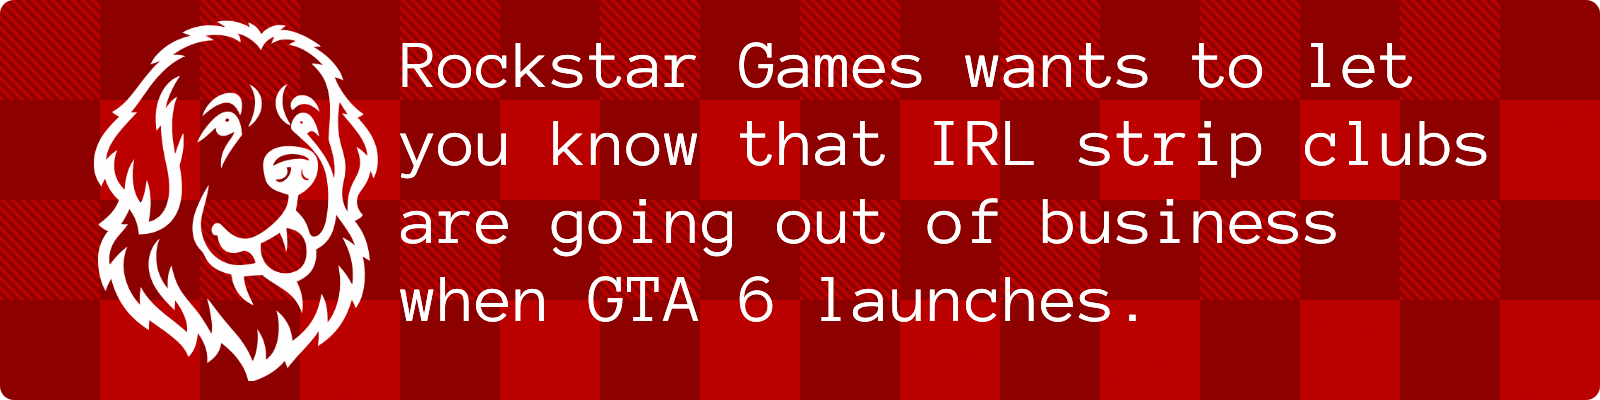 Rockstar Games wants to let
you know that IRL strip clubs
are going out of business
when GTA 6 launches.